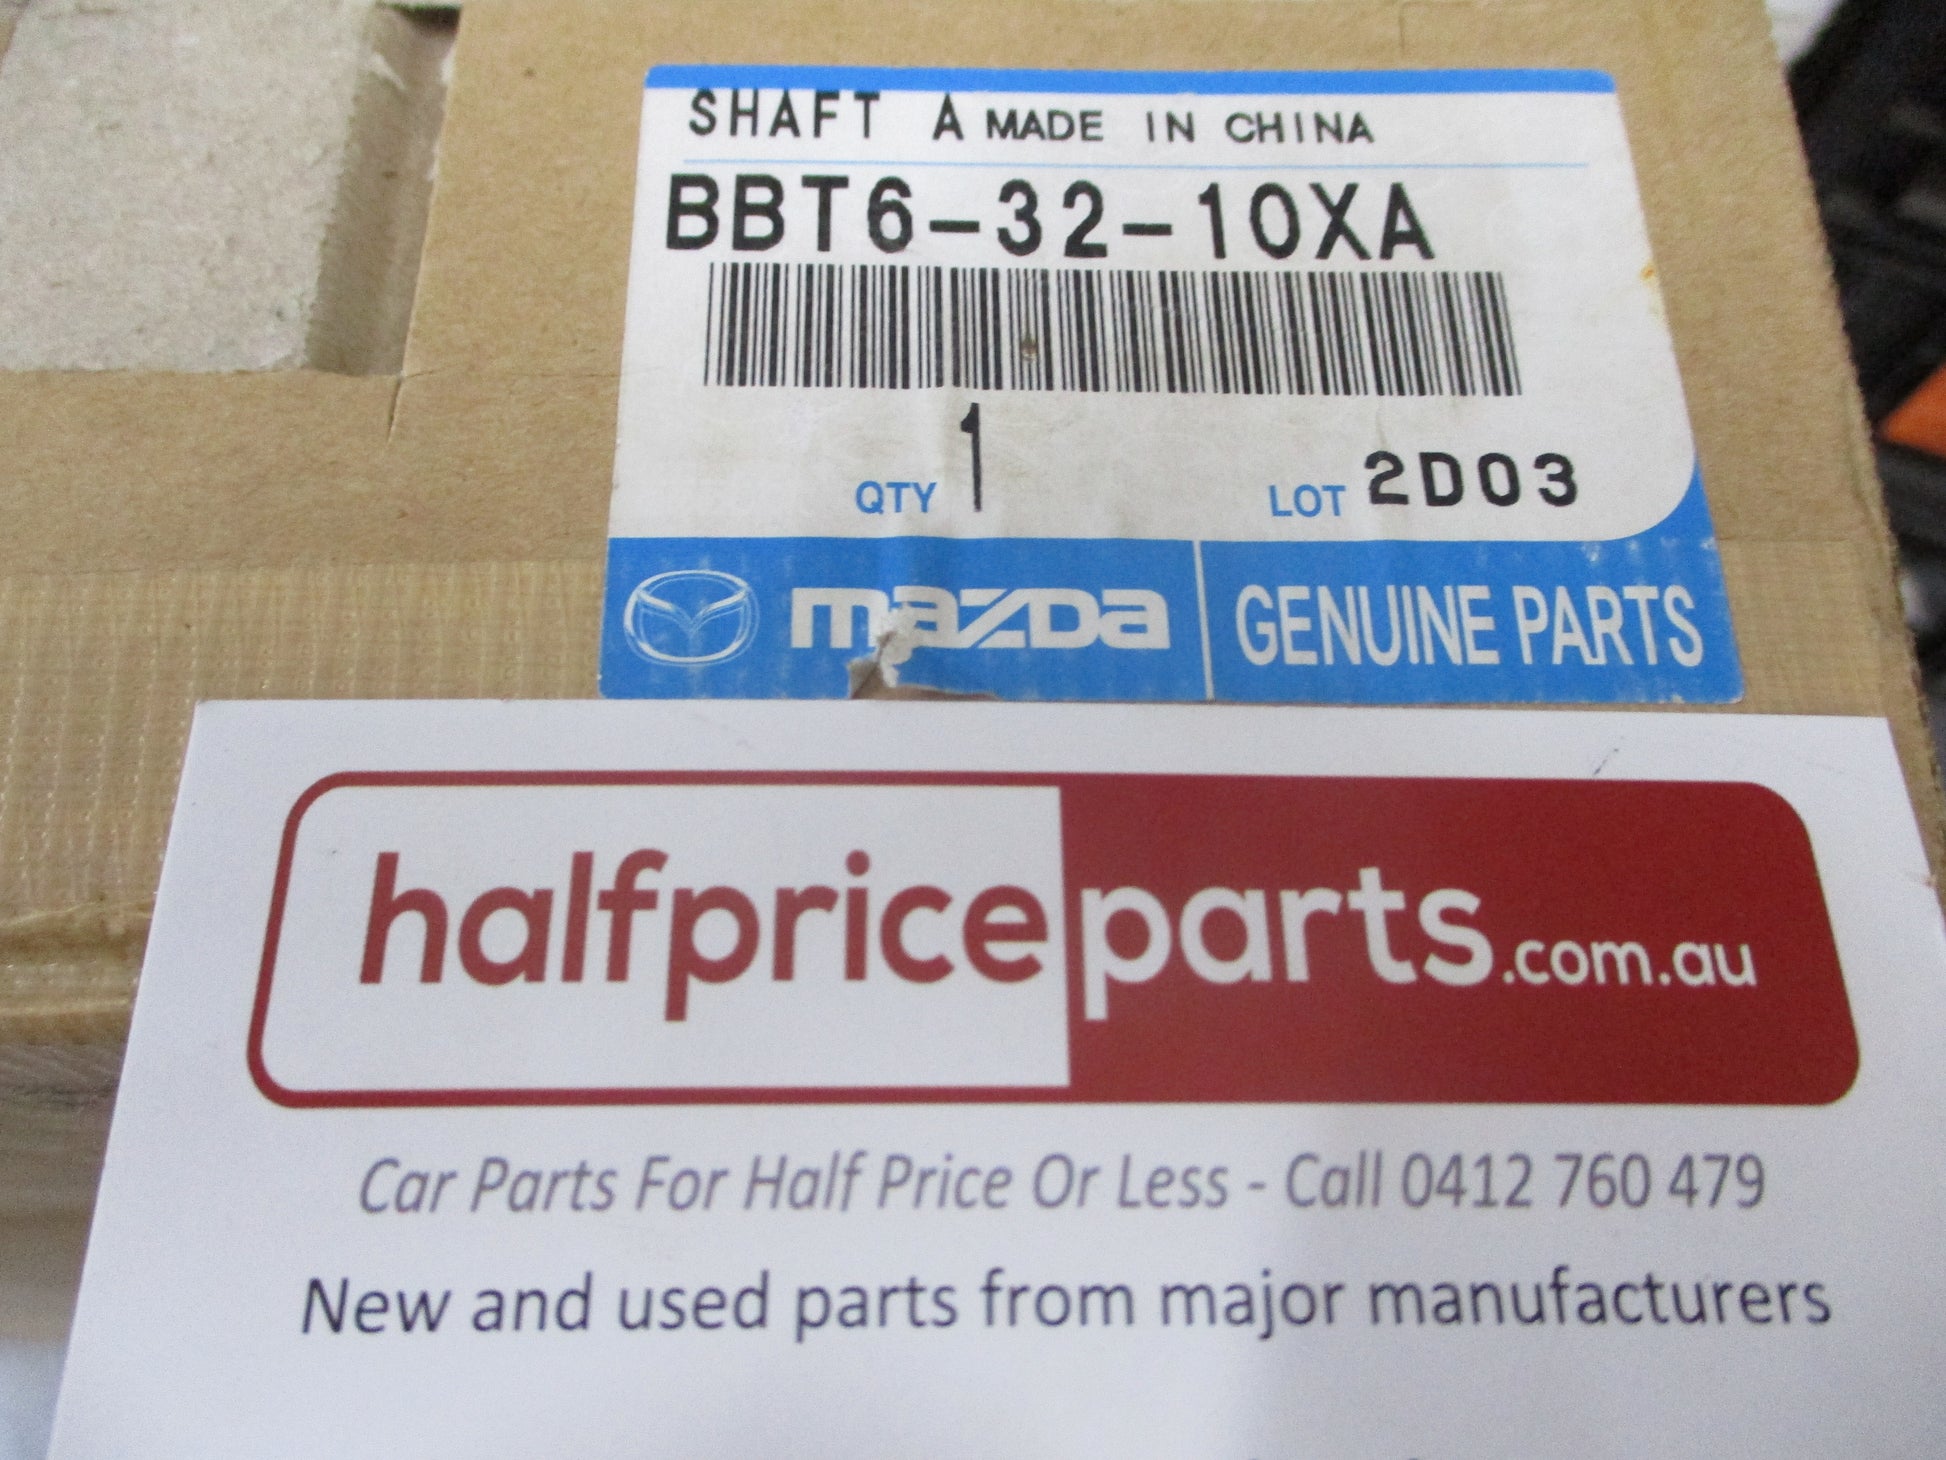 SHAFT A MADE IN CHINA
BBT6-32-10XA
QTY 1 LOT 2D03
mazda GENUINE PARTS
halfpriceparts.com.au
Car Parts For Half Price Or Less - Call 0412 760 479
New and used parts from major manufacturers